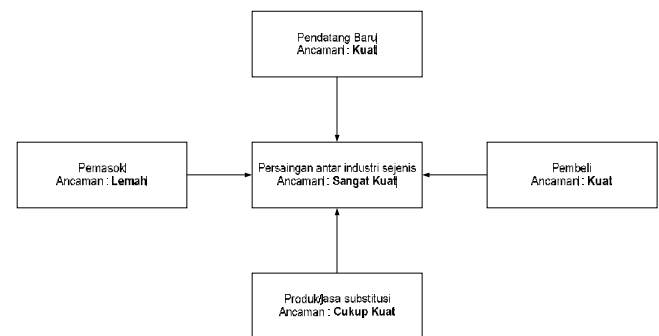 Pendatang Baru
Ancaman : Kuat
Pemasok
Ancaman : Lemah
Persaingan antar industri sejenis
Ancaman : Sangat Kuat
Pembeli
Ancaman : Kuat
Produk/jasa substitusi
Ancaman : Cukup Kuat